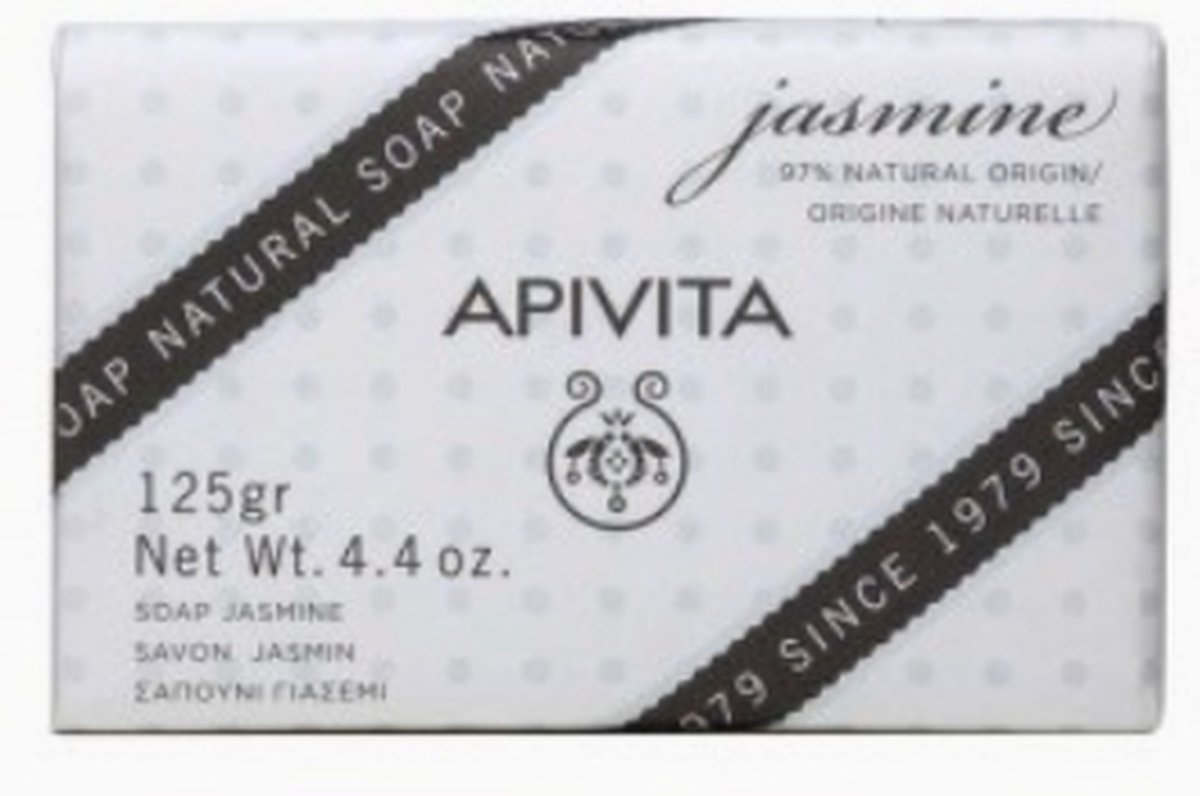 OAP NATURAL SOAP NATU
jasmine
97% NATURAL ORIGIN/
ORIGINE NATURELLE
APIVITA
125gr
Net Wt. 4.4 oz.
SOAP JASMINE
SAVON JASMIN
ΣΑΠΟΥΝΙ ΓΙΑΣΕΜΙ
979 SINCE 1979 SINC